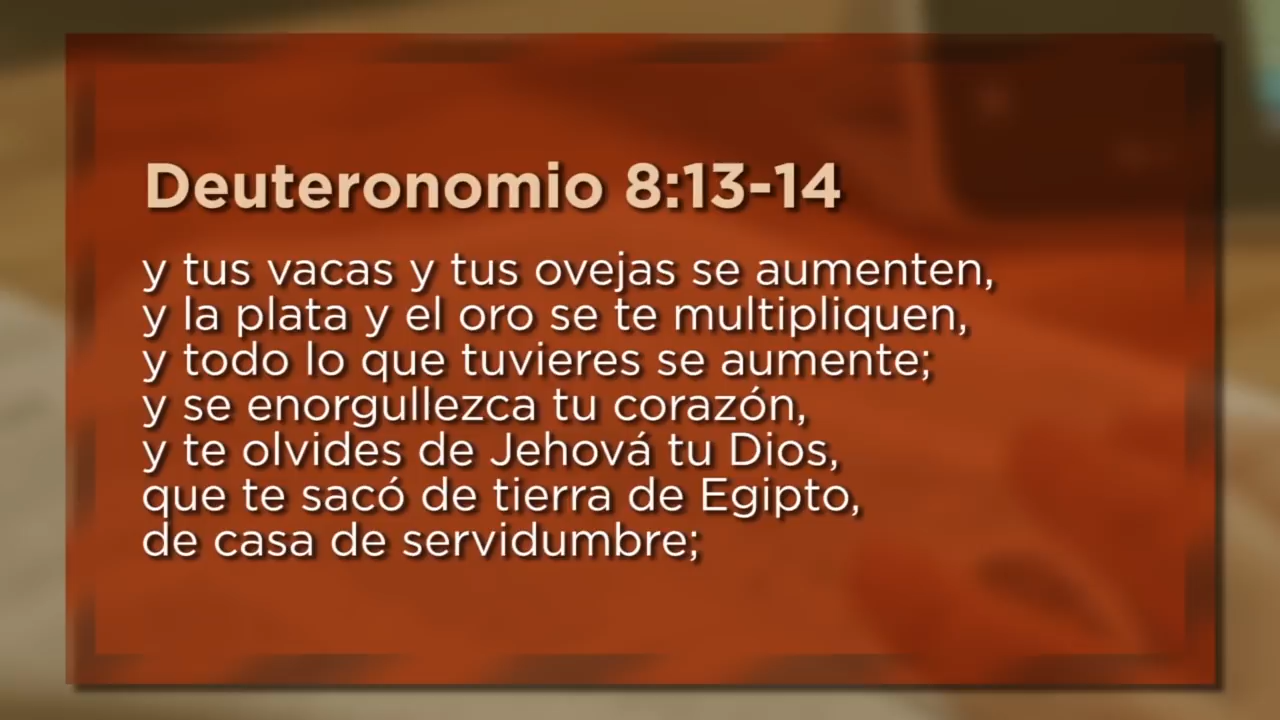 Deuteronomio 8:13-14
y tus vacas y tus ovejas se aumenten,
y la plata y el oro se te multipliquen,
y todo lo que tuvieres se aumente;
y se enorgullezca tu corazón,
y te olvides de Jehová tu Dios,
que te sacó de tierra de Egipto,
de casa de servidumbre;